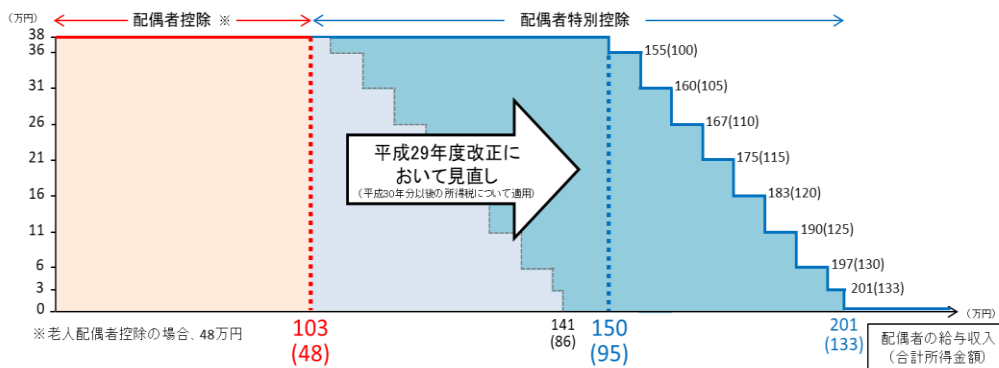 (万円)
配偶者控除 ※
配偶者特別控除
38
36
31
26
21
16
11
6
3
0
155(100)
160(105)
167(110)
175(115)
183(120)
190(125)
197(130)
201(133)
平成29年度改正に
おいて見直し
(平成30年分以後の所得税について適用)
(万円)
※老人配偶者控除の場合、48万円
103
(48)
141
(86)
150
(95)
201
(133)
配偶者の給与収入
(合計所得金額)